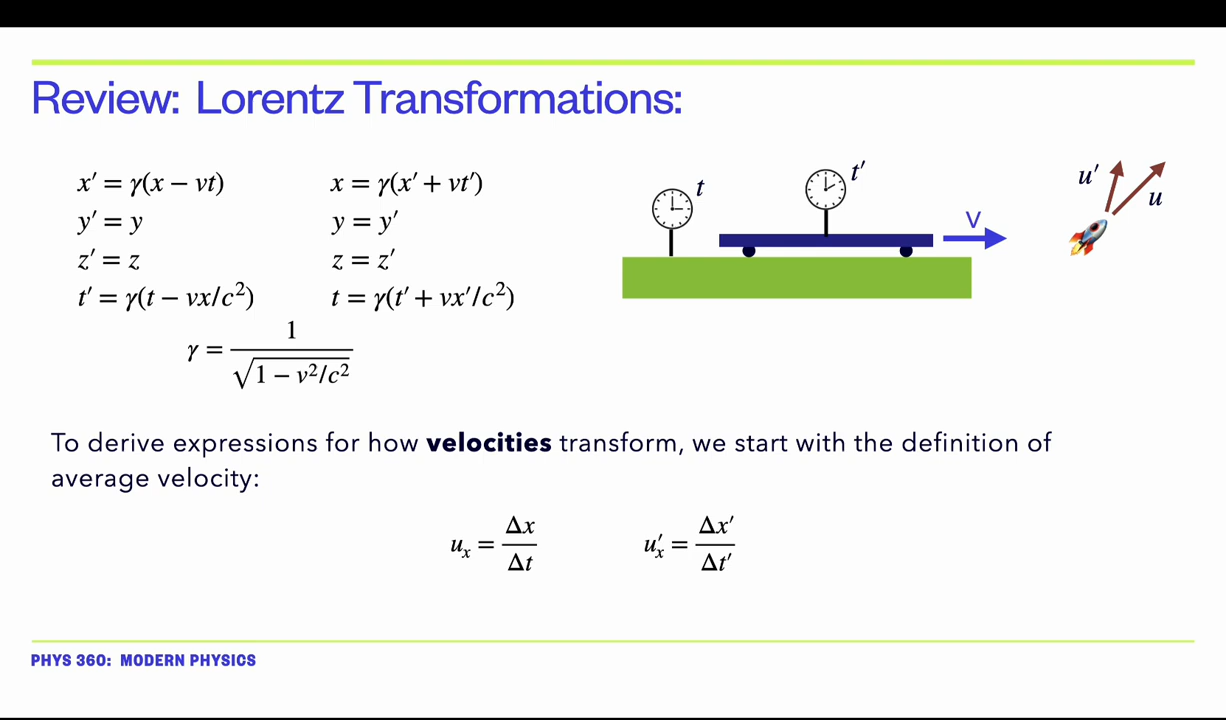 Review: Lorentz Transformations:
x′ = γ(x − vt)
y′ = y
z′ = z
t′ = γ(t − vx/c²)
x = γ(x′ + vt′)
y = y′
z = z′
t = γ(t′ + vx′/c²)
γ = 1 / √(1 − v²/c²)
t
t′
V
u′
u
To derive expressions for how velocities transform, we start with the definition of
average velocity:
uₓ = Δx / Δt
u′ₓ = Δx′ / Δt′
PHYS 360: MODERN PHYSICS